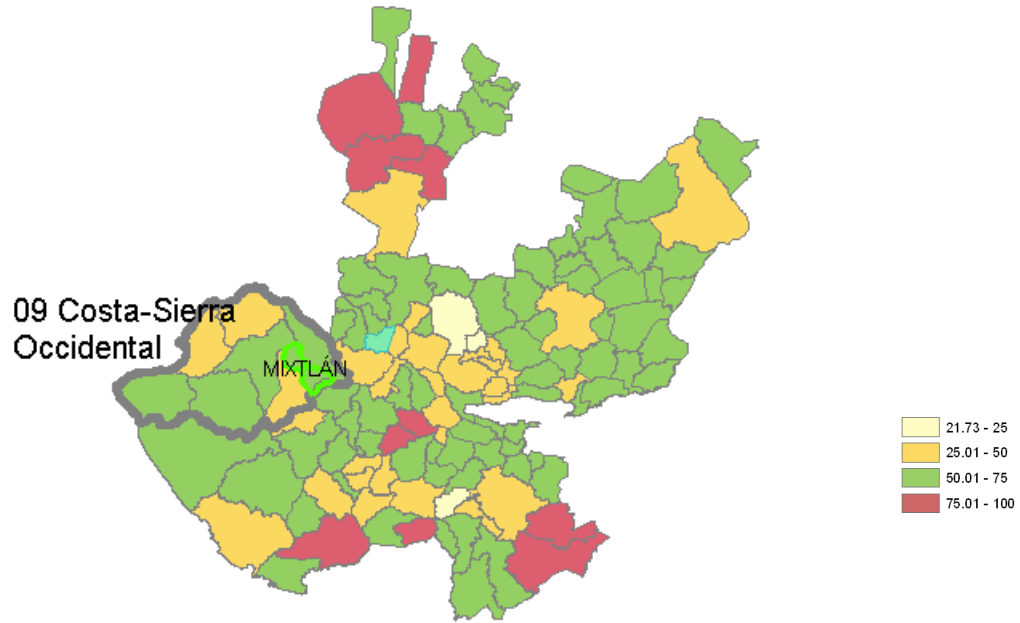 09 Costa-Sierra
Occidental
MIXTLÁN
21.73 - 25
25.01 - 50
50.01 - 75
75.01 - 100